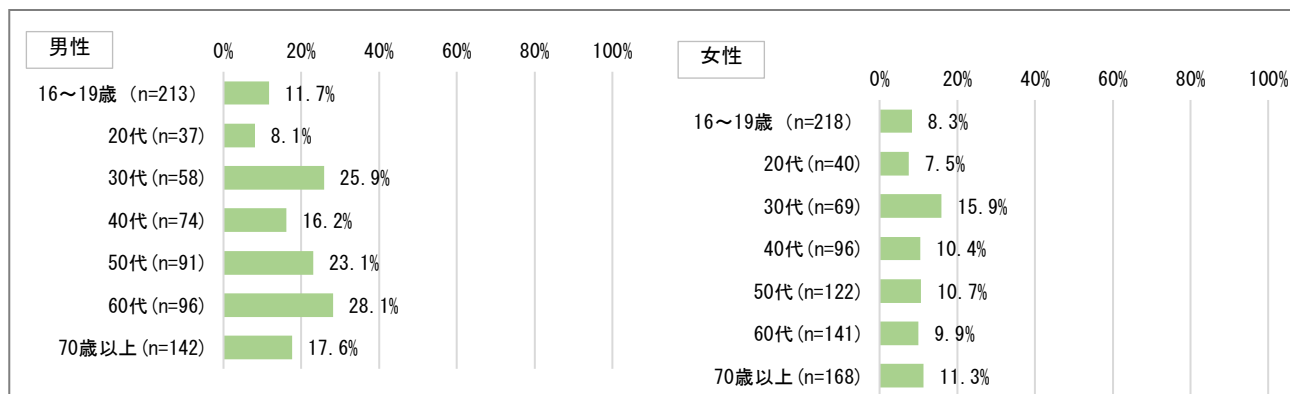 男性
0% 20% 40% 60% 80% 100%
16～19歳 (n=213) 11.7%
20代(n=37) 8.1%
30代(n=58) 25.9%
40代(n=74) 16.2%
50代(n=91) 23.1%
60代(n=96) 28.1%
70歳以上(n=142) 17.6%
女性
0% 20% 40% 60% 80% 100%
16～19歳 (n=218) 8.3%
20代(n=40) 7.5%
30代(n=69) 15.9%
40代(n=96) 10.4%
50代(n=122) 10.7%
60代(n=141) 9.9%
70歳以上(n=168) 11.3%